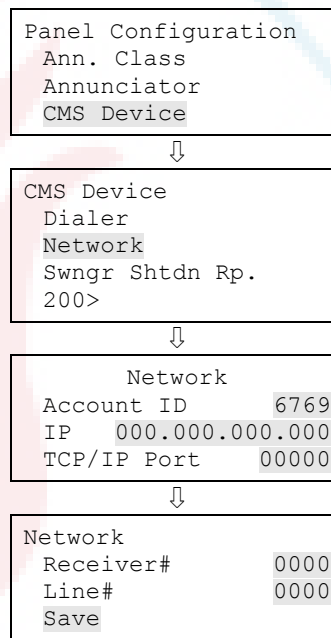 Panel Configuration
Ann. Class
Annunciator
CMS Device
⇩
CMS Device
Dialer
Network
Swngr Shtdn Rp.
200>
⇩
Network
Account ID 6769
IP 000.000.000.000
TCP/IP Port 00000
⇩
Network
Receiver# 0000
Line# 0000
Save